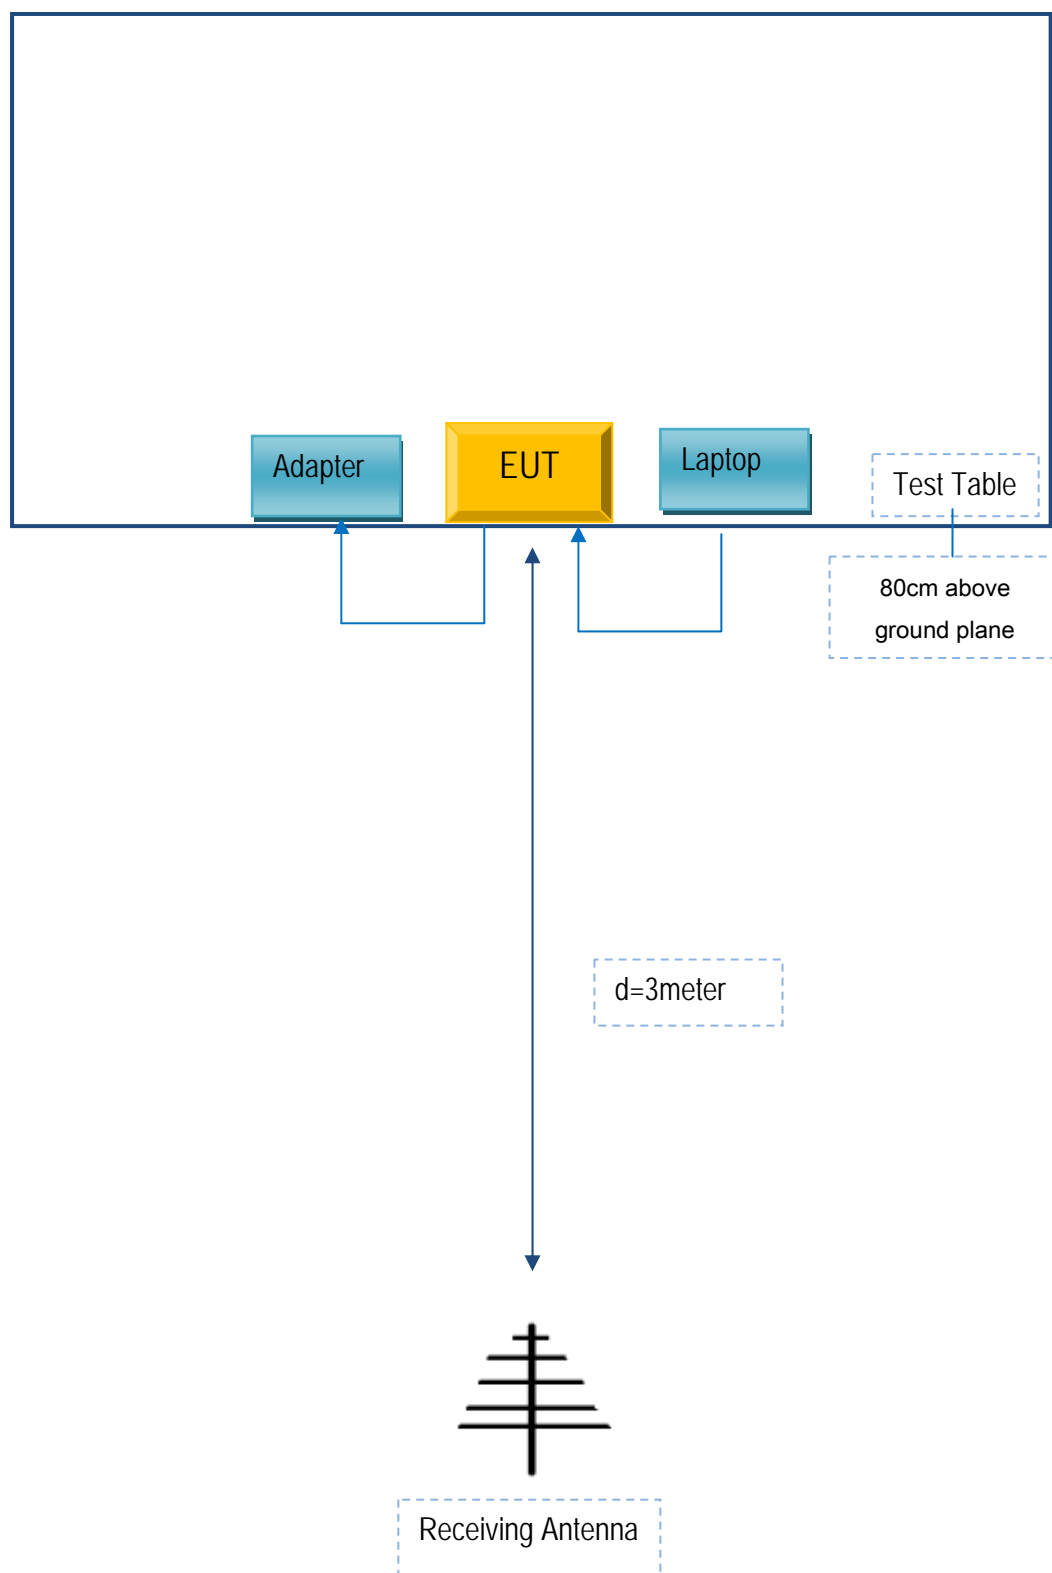 Adapter
EUT
Laptop
Test Table
80cm above
ground plane
d=3meter
Receiving Antenna